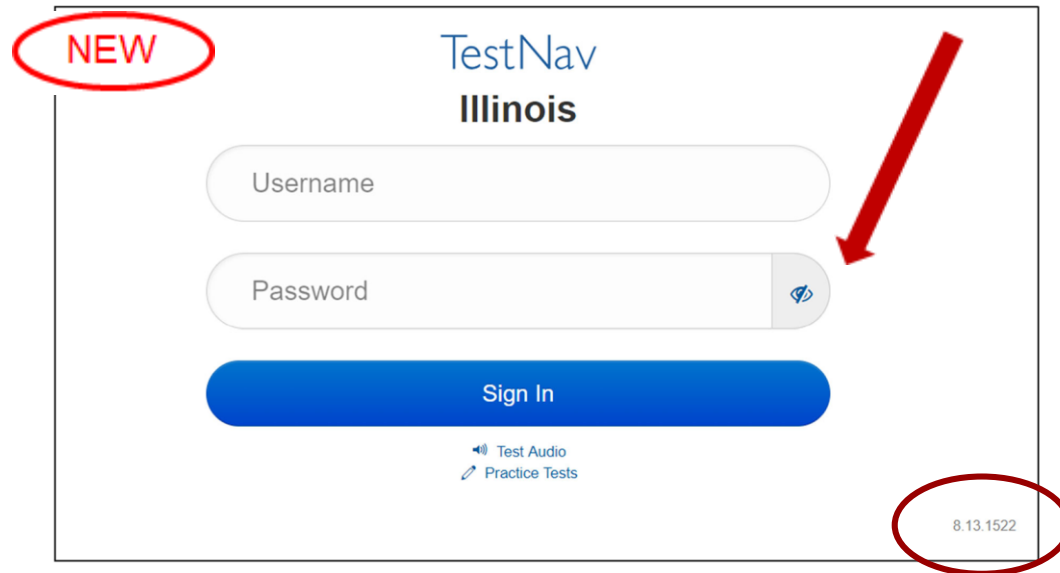 NEW
TestNav
Illinois
Username
Password
Sign In
Test Audio
Practice Tests
8.13.1522